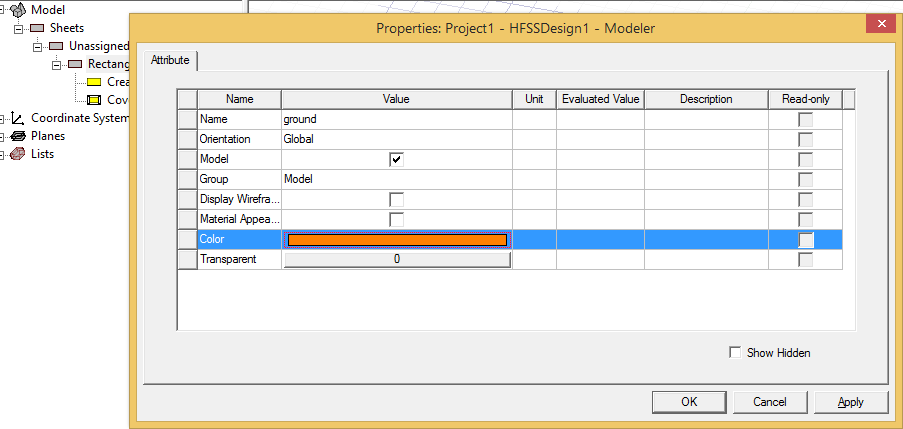 Model
Sheets
Unassigned
Rectang
Crea
Cov
Coordinate System
Planes
Lists
Properties: Project1 - HFSSDesign1 - Modeler
Attribute
Name Value Unit Evaluated Value Description Read-only
Name ground
Orientation Global
Model
Group Model
Display Wirefra...
Material Appea...
Color
Transparent 0
Show Hidden
OK Cancel Apply